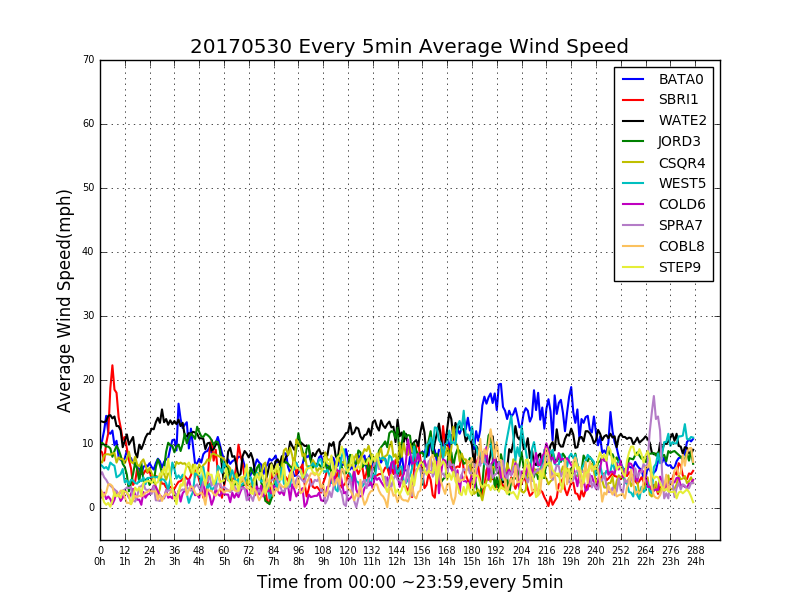 20170530 Every 5min Average Wind Speed
70
60
50
40
30
20
10
0
Average Wind Speed(mph)
BATA0
SBRI1
WATE2
JORD3
CSQR4
WEST5
COLD6
SPRA7
COBL8
STEP9
0 12 24 36 48 60 72 84 96 108 120 132 144 156 168 180 192 204 216 228 240 252 264 276 288
0h 1h 2h 3h 4h 5h 6h 7h 8h 9h 10h 11h 12h 13h 14h 15h 16h 17h 18h 19h 20h 21h 22h 23h 24h
Time from 00:00 ~23:59,every 5min